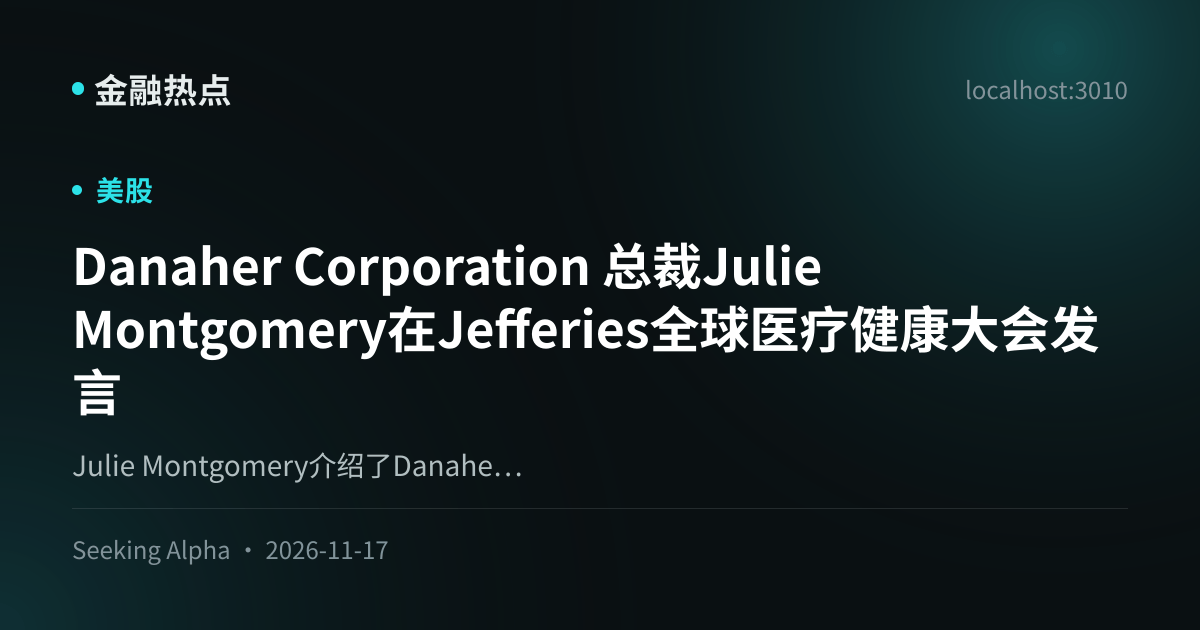 金融热点
localhost:3010
美股
Danaher Corporation 总裁Julie
Montgomery在Jefferies全球医疗健康大会发
言
Julie Montgomery介绍了Danahe…
Seeking Alpha • 2026-11-17